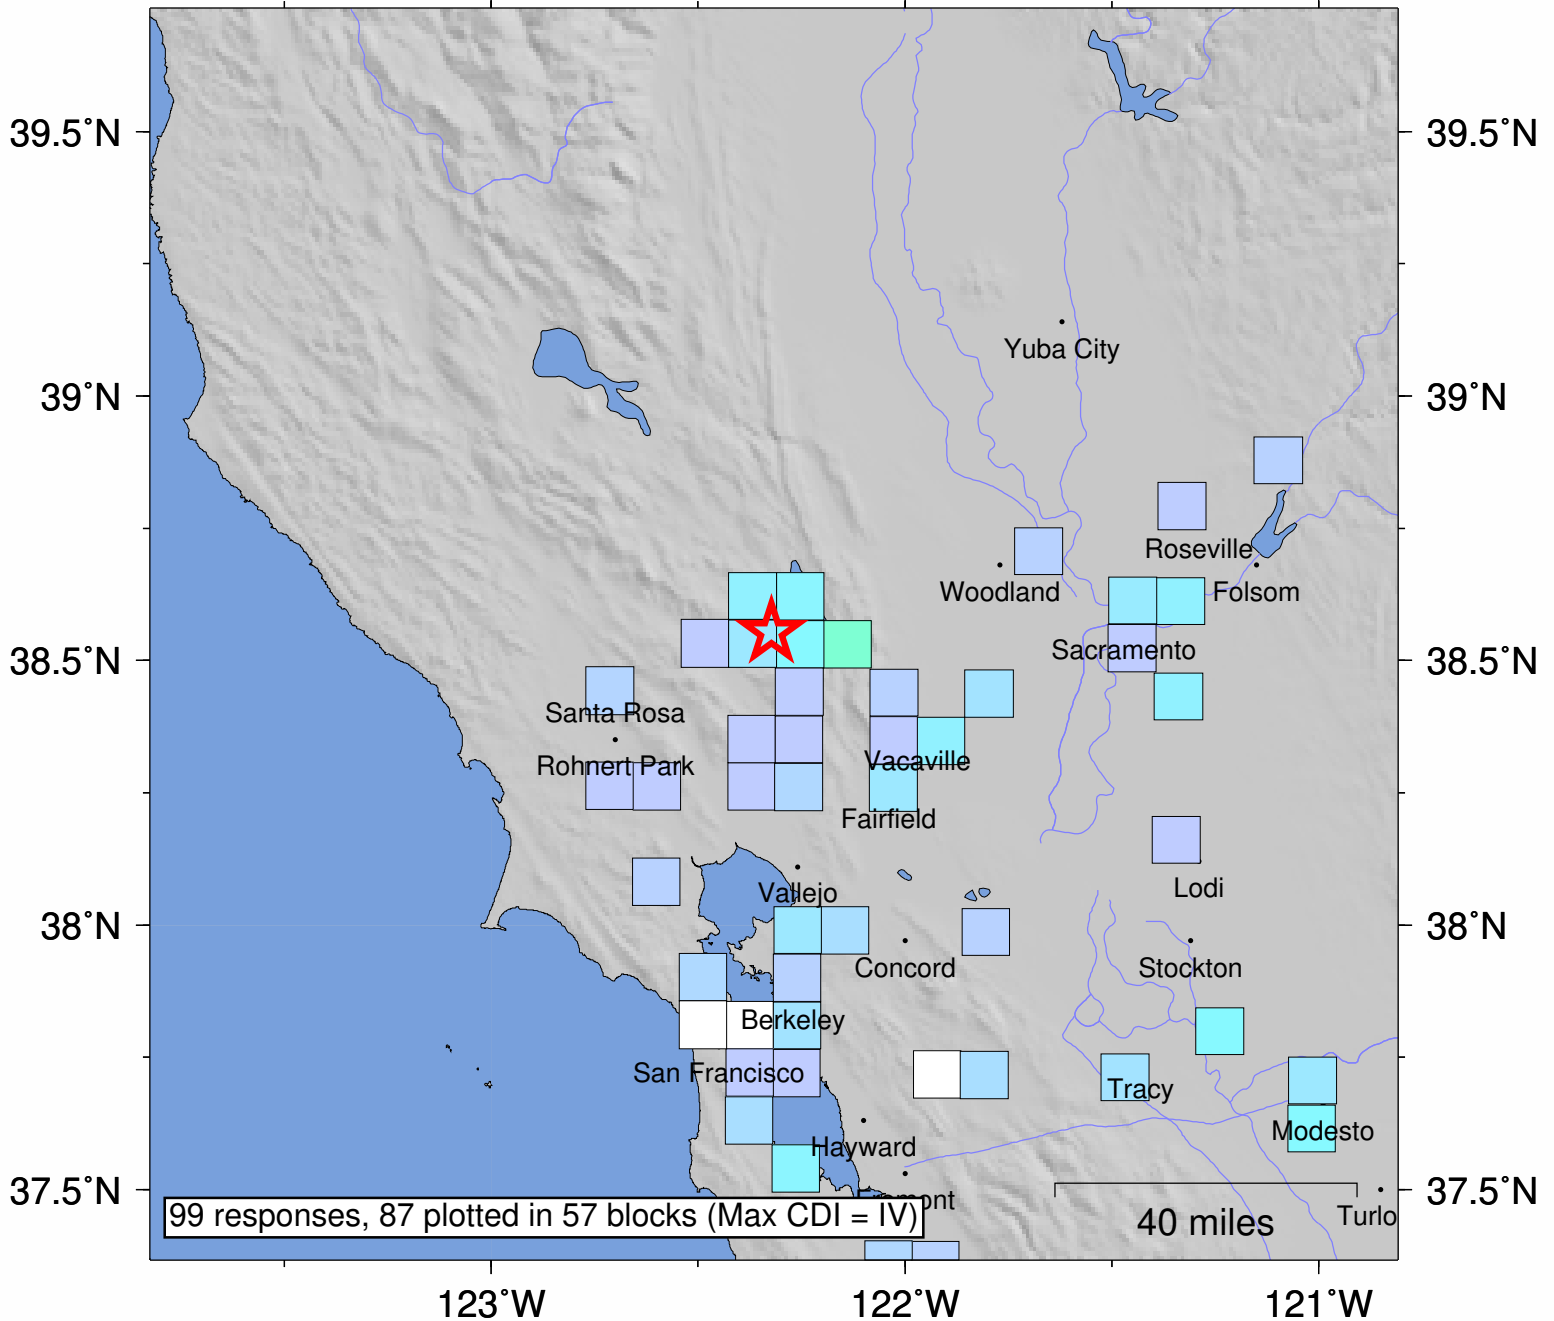 39.5°N
39.5°N
Yuba City
39°N
39°N
Roseville
Woodland
Folsom
Sacramento
38.5°N
38.5°N
Santa Rosa
Rohnert Park
Vacaville
Fairfield
Lodi
Vallejo
38°N
38°N
Concord
Stockton
Berkeley
San Francisco
Tracy
Modesto
Hayward
37.5°N
37.5°N
99 responses, 87 plotted in 57 blocks (Max CDI = IV)
40 miles
Turlo
123°W
122°W
121°W